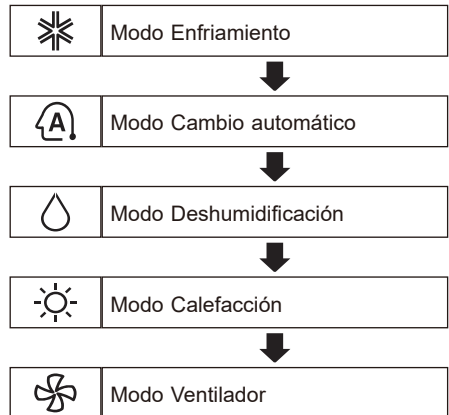 Modo Enfriamiento
A
Modo Cambio automático
Modo Deshumidificación
Modo Calefacción
Modo Ventilador